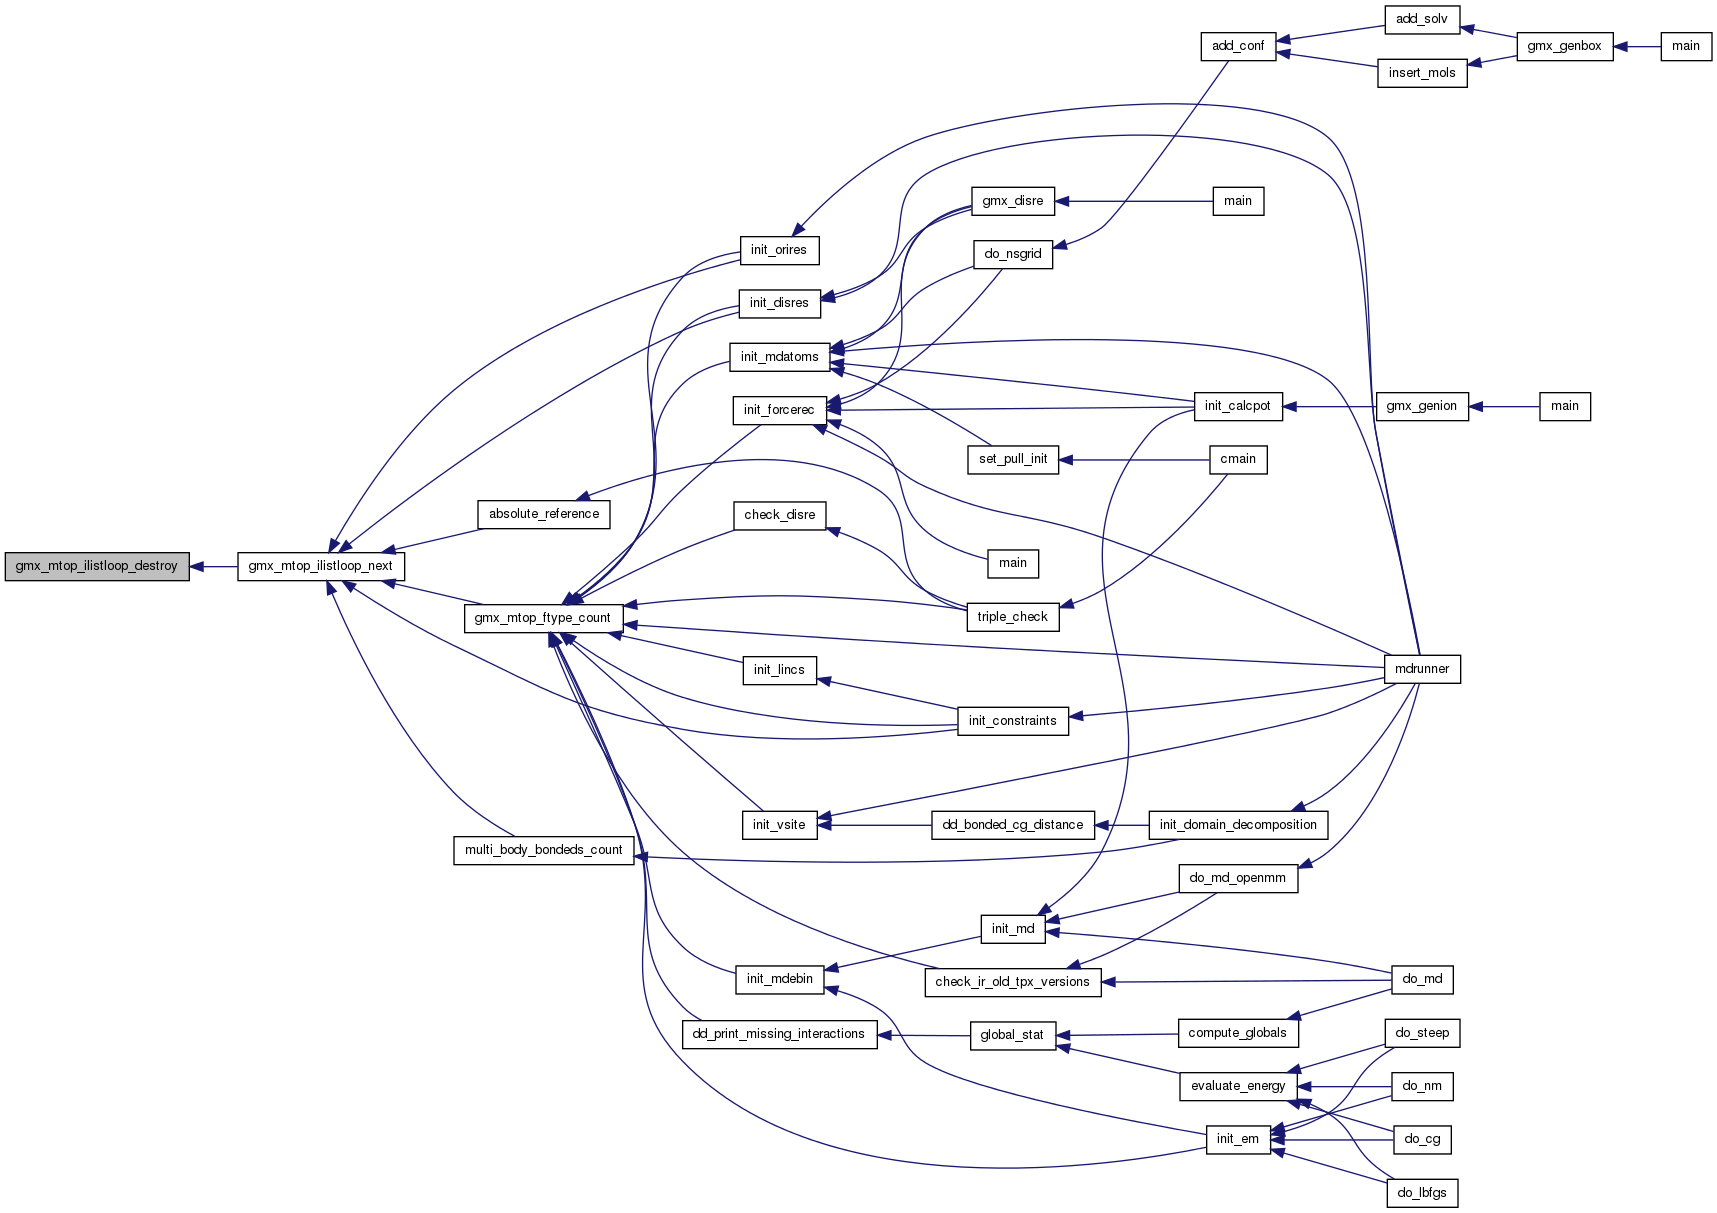 add_solv
add_conf
gmx_genbox
main
insert_mols
gmx_disre
main
init_orires
do_nsgrid
init_disres
init_mdatoms
init_forcerec
init_calcpot
gmx_genion
main
set_pull_init
cmain
absolute_reference
check_disre
gmx_mtop_ilistloop_destroy
gmx_mtop_ilistloop_next
main
gmx_mtop_ftype_count
triple_check
init_lincs
mdrunner
init_constraints
init_vsite
dd_bonded_cg_distance
init_domain_decomposition
multi_body_bondeds_count
do_md_openmm
init_md
init_mdebin
check_ir_old_tpx_versions
do_md
dd_print_missing_interactions
global_stat
compute_globals
do_steep
evaluate_energy
do_nm
init_em
do_cg
do_lbfgs